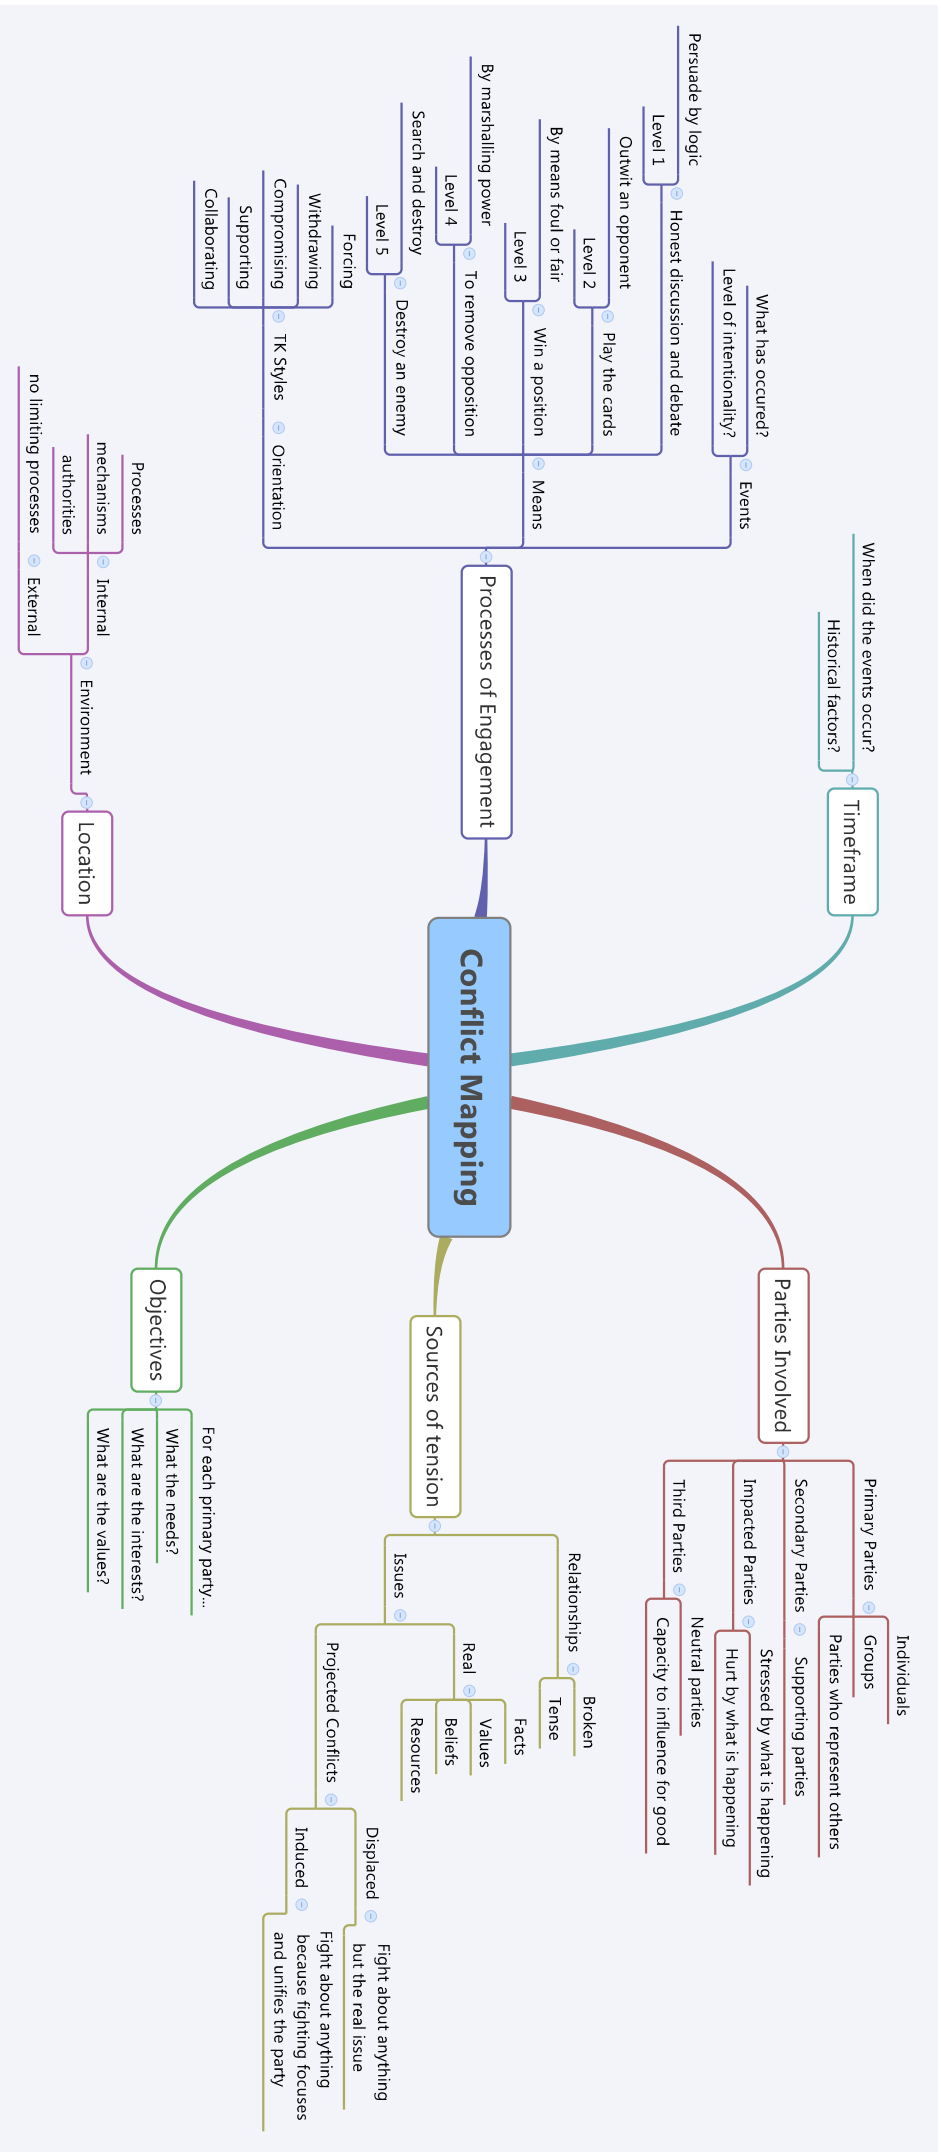 Conflict Mapping
Parties Involved
Primary Parties
Individuals
Groups
Parties who represent others
Secondary Parties
Supporting parties
Impacted Parties
Stressed by what is happening
Hurt by what is happening
Third Parties
Neutral parties
Capacity to influence for good
Sources of tension
Relationships
Broken
Tense
Issues
Real
Facts
Values
Beliefs
Resources
Projected Conflicts
Displaced
Fight about anything
but the real issue
Induced
Fight about anything
because fighting focuses
and unifies the party
Objectives
For each primary party...
What the needs?
What are the interests?
What are the values?
Timeframe
When did the events occur?
Historical factors?
Processes of Engagement
Events
What has occured?
Level of intentionality?
Means
Honest discussion and debate
Persuade by logic
Level 1
Play the cards
Outwit an opponent
Level 2
Win a position
By means foul or fair
Level 3
To remove opposition
By marshalling power
Level 4
Destroy an enemy
Search and destroy
Level 5
Orientation
TK Styles
Forcing
Withdrawing
Compromising
Supporting
Collaborating
Location
Environment
Internal
Processes
mechanisms
authorities
External
no limiting processes